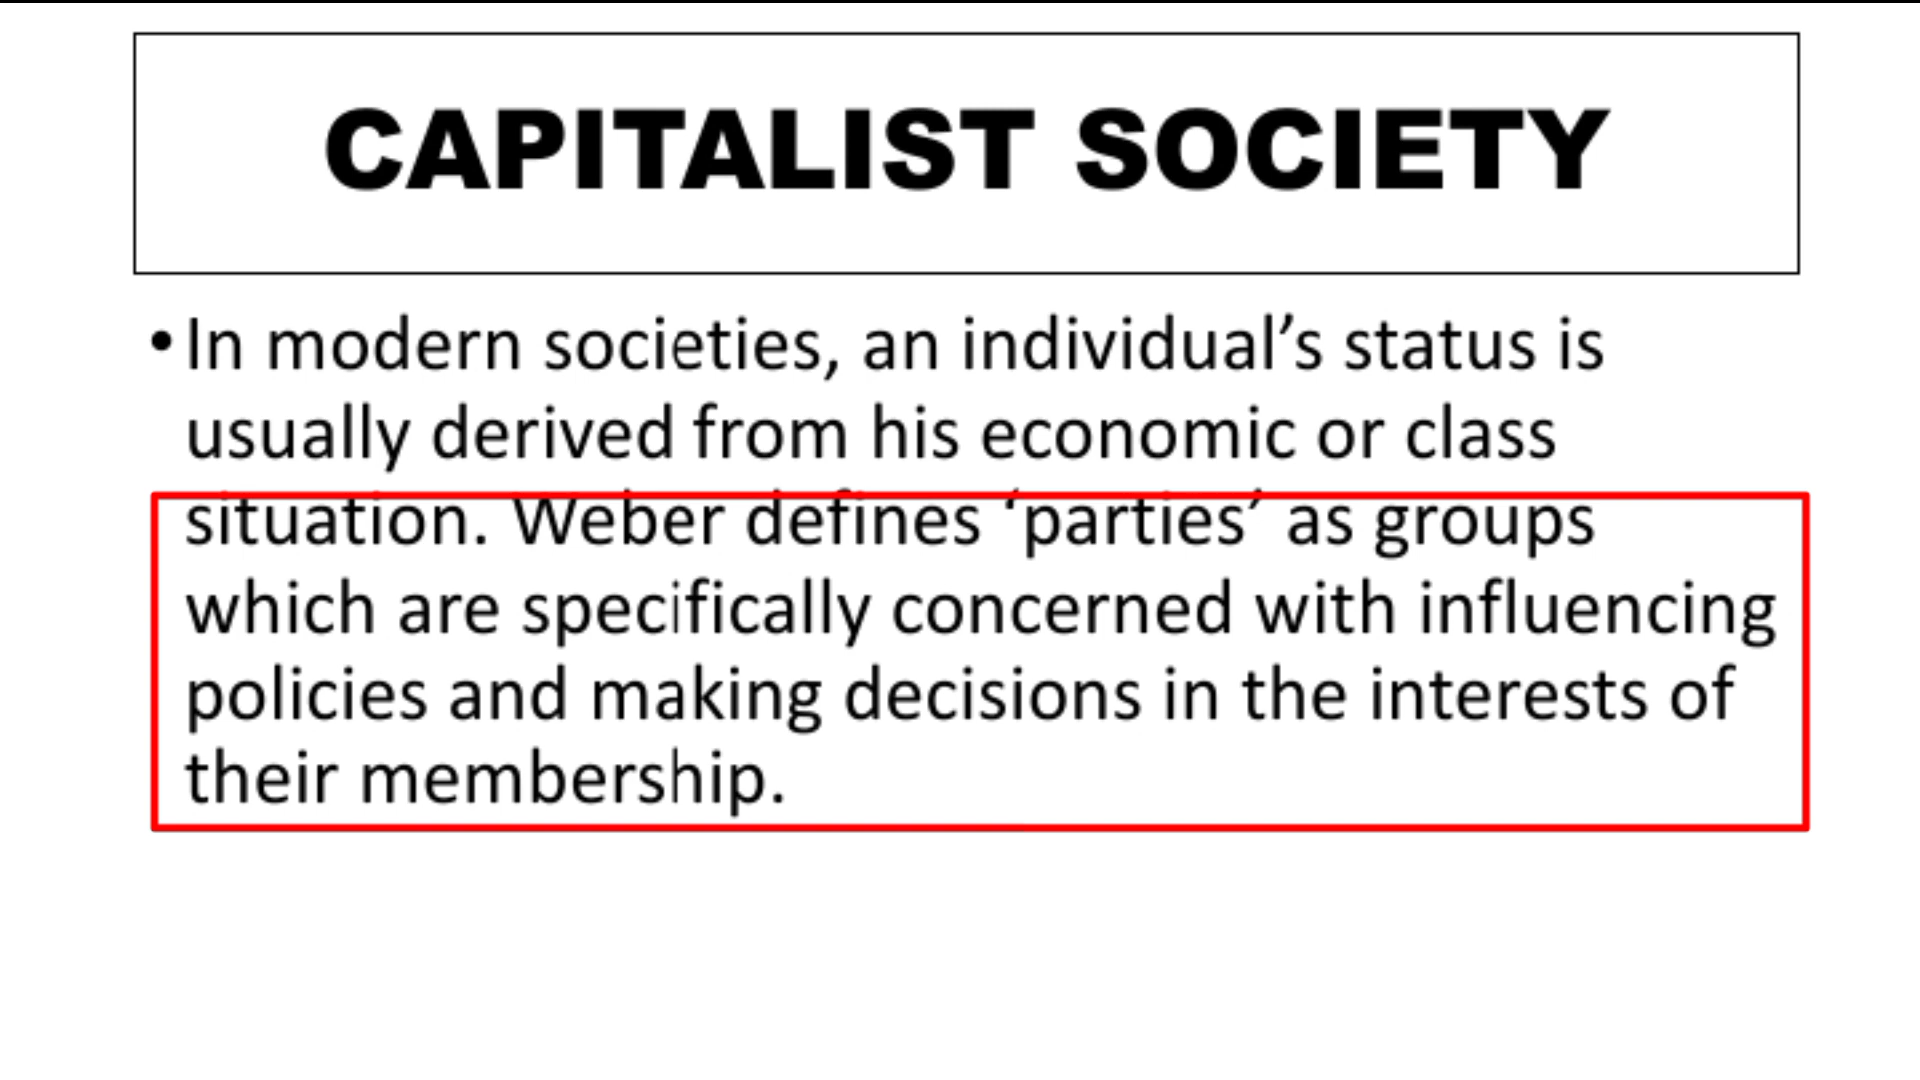 CAPITALIST SOCIETY
• In modern societies, an individual’s status is
usually derived from his economic or class
situation. Weber defines ‘parties’ as groups
which are specifically concerned with influencing
policies and making decisions in the interests of
their membership.